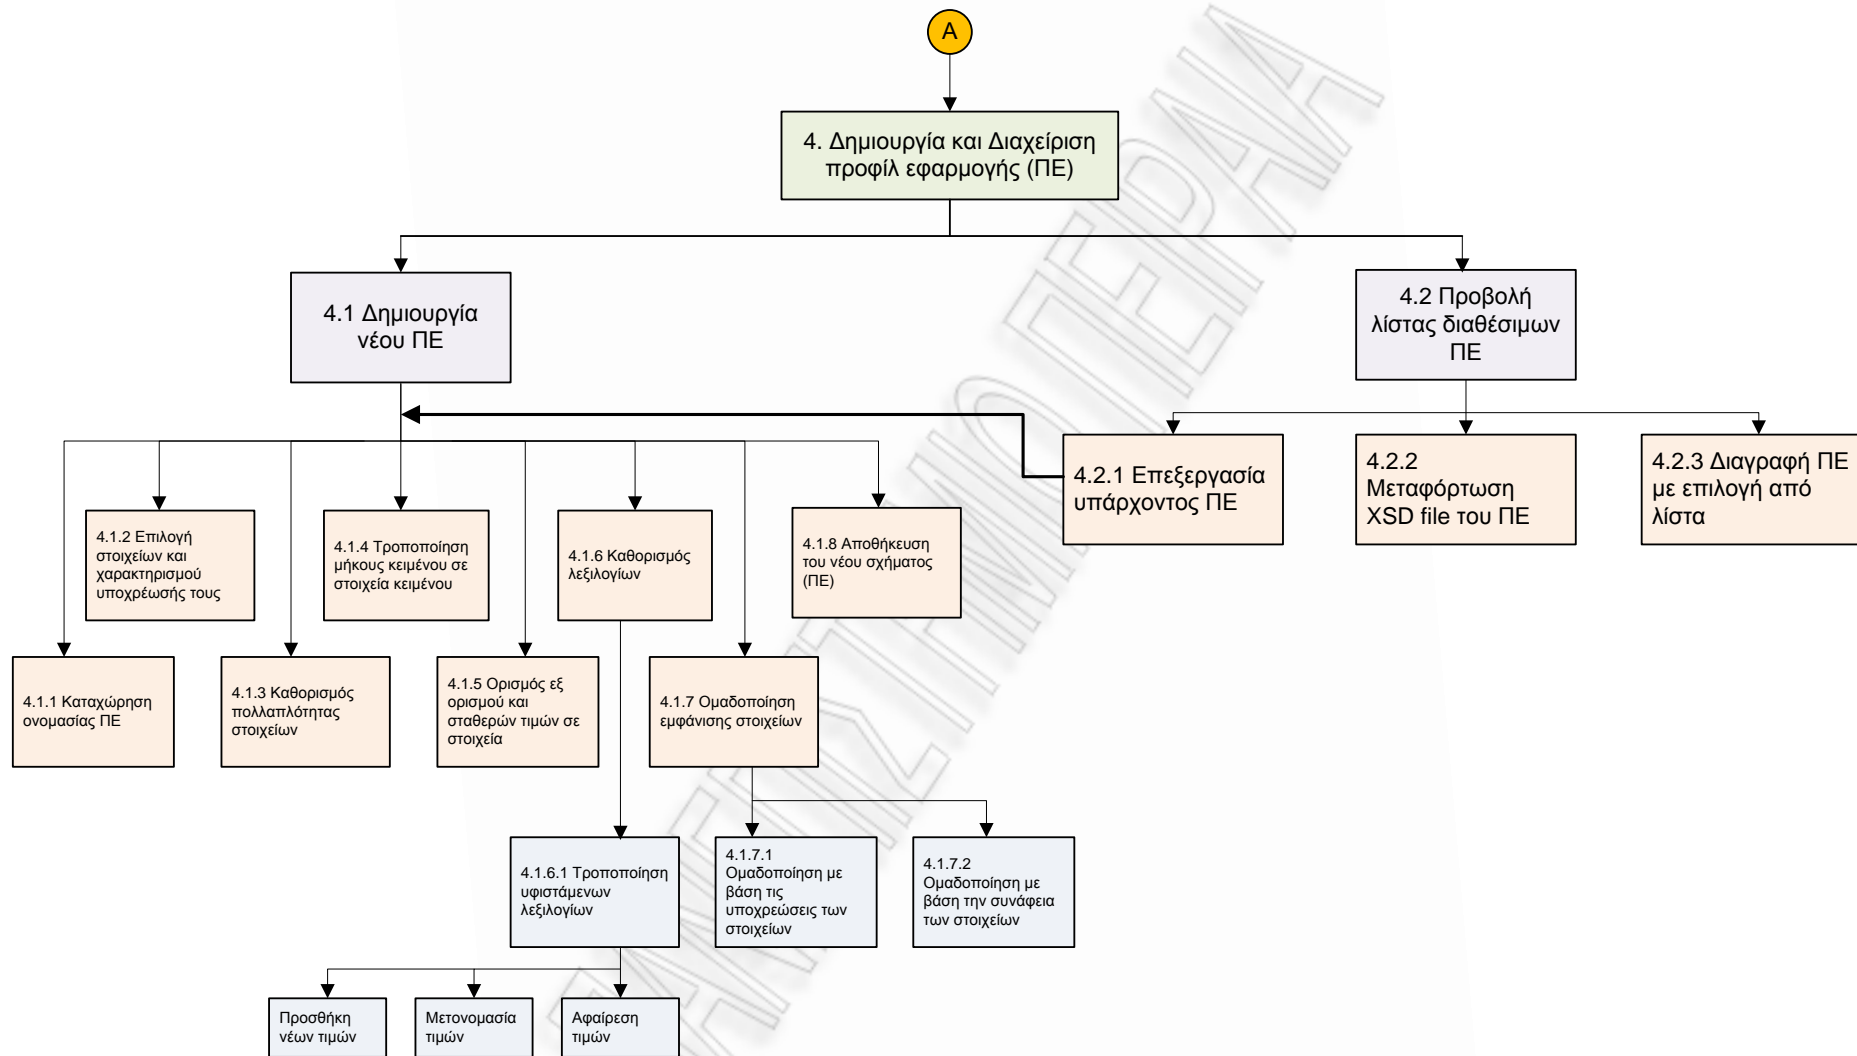 A
4. Δημιουργία και Διαχείριση
προφίλ εφαρμογής (ΠΕ)
4.1 Δημιουργία
νέου ΠΕ
4.2 Προβολή
λίστας διαθέσιμων
ΠΕ
4.2.1 Επεξεργασία
υπάρχοντος ΠΕ
4.2.2
Μεταφόρτωση
XSD file του ΠΕ
4.2.3 Διαγραφή ΠΕ
με επιλογή από
λίστα
4.1.2 Επιλογή
στοιχείων και
χαρακτηρισμού
υποχρέωσής τους
4.1.4 Τροποποίηση
μήκους κειμένου σε
στοιχεία κειμένου
4.1.6 Καθορισμός
λεξιλογίων
4.1.8 Αποθήκευση
του νέου σχήματος
(ΠΕ)
4.1.1 Καταχώρηση
ονομασίας ΠΕ
4.1.3 Καθορισμός
πολλαπλότητας
στοιχείων
4.1.5 Ορισμός εξ
ορισμού και
σταθερών τιμών σε
στοιχεία
4.1.7 Ομαδοποίηση
εμφάνισης στοιχείων
4.1.6.1 Τροποποίηση
υφιστάμενων
λεξιλογίων
4.1.7.1
Ομαδοποίηση με
βάση τις
υποχρεώσεις των
στοιχείων
4.1.7.2
Ομαδοποίηση με
βάση την συνάφεια
των στοιχείων
Προσθήκη
νέων τιμών
Μετονομασία
τιμών
Αφαίρεση
τιμών